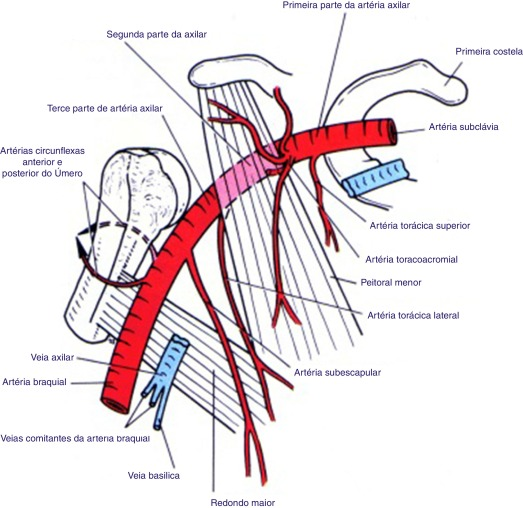 Primeira parte da artéria axilar
Segunda parte da axilar
Primeira costela
Terce parte de artéria axilar
Artéria subclávia
Artérias circunflexas
anterior e
posterior do Úmero
Artéria torácica superior
Artéria toracoacromial
Peitoral menor
Artéria torácica lateral
Veia axilar
Artéria subescapular
Artéria braquial
Veias comitantes da arteria braquial
Veia basilica
Redondo maior